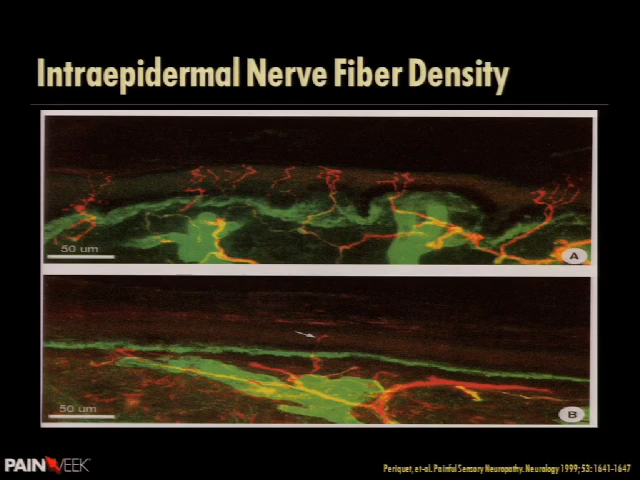 Intraepidermal Nerve Fiber Density
50 um
A
50 um
B
PAINWEEK
Periquet, et-al. Painful Sensory Neuropathy. Neurology 1999; 53: 1641-1647